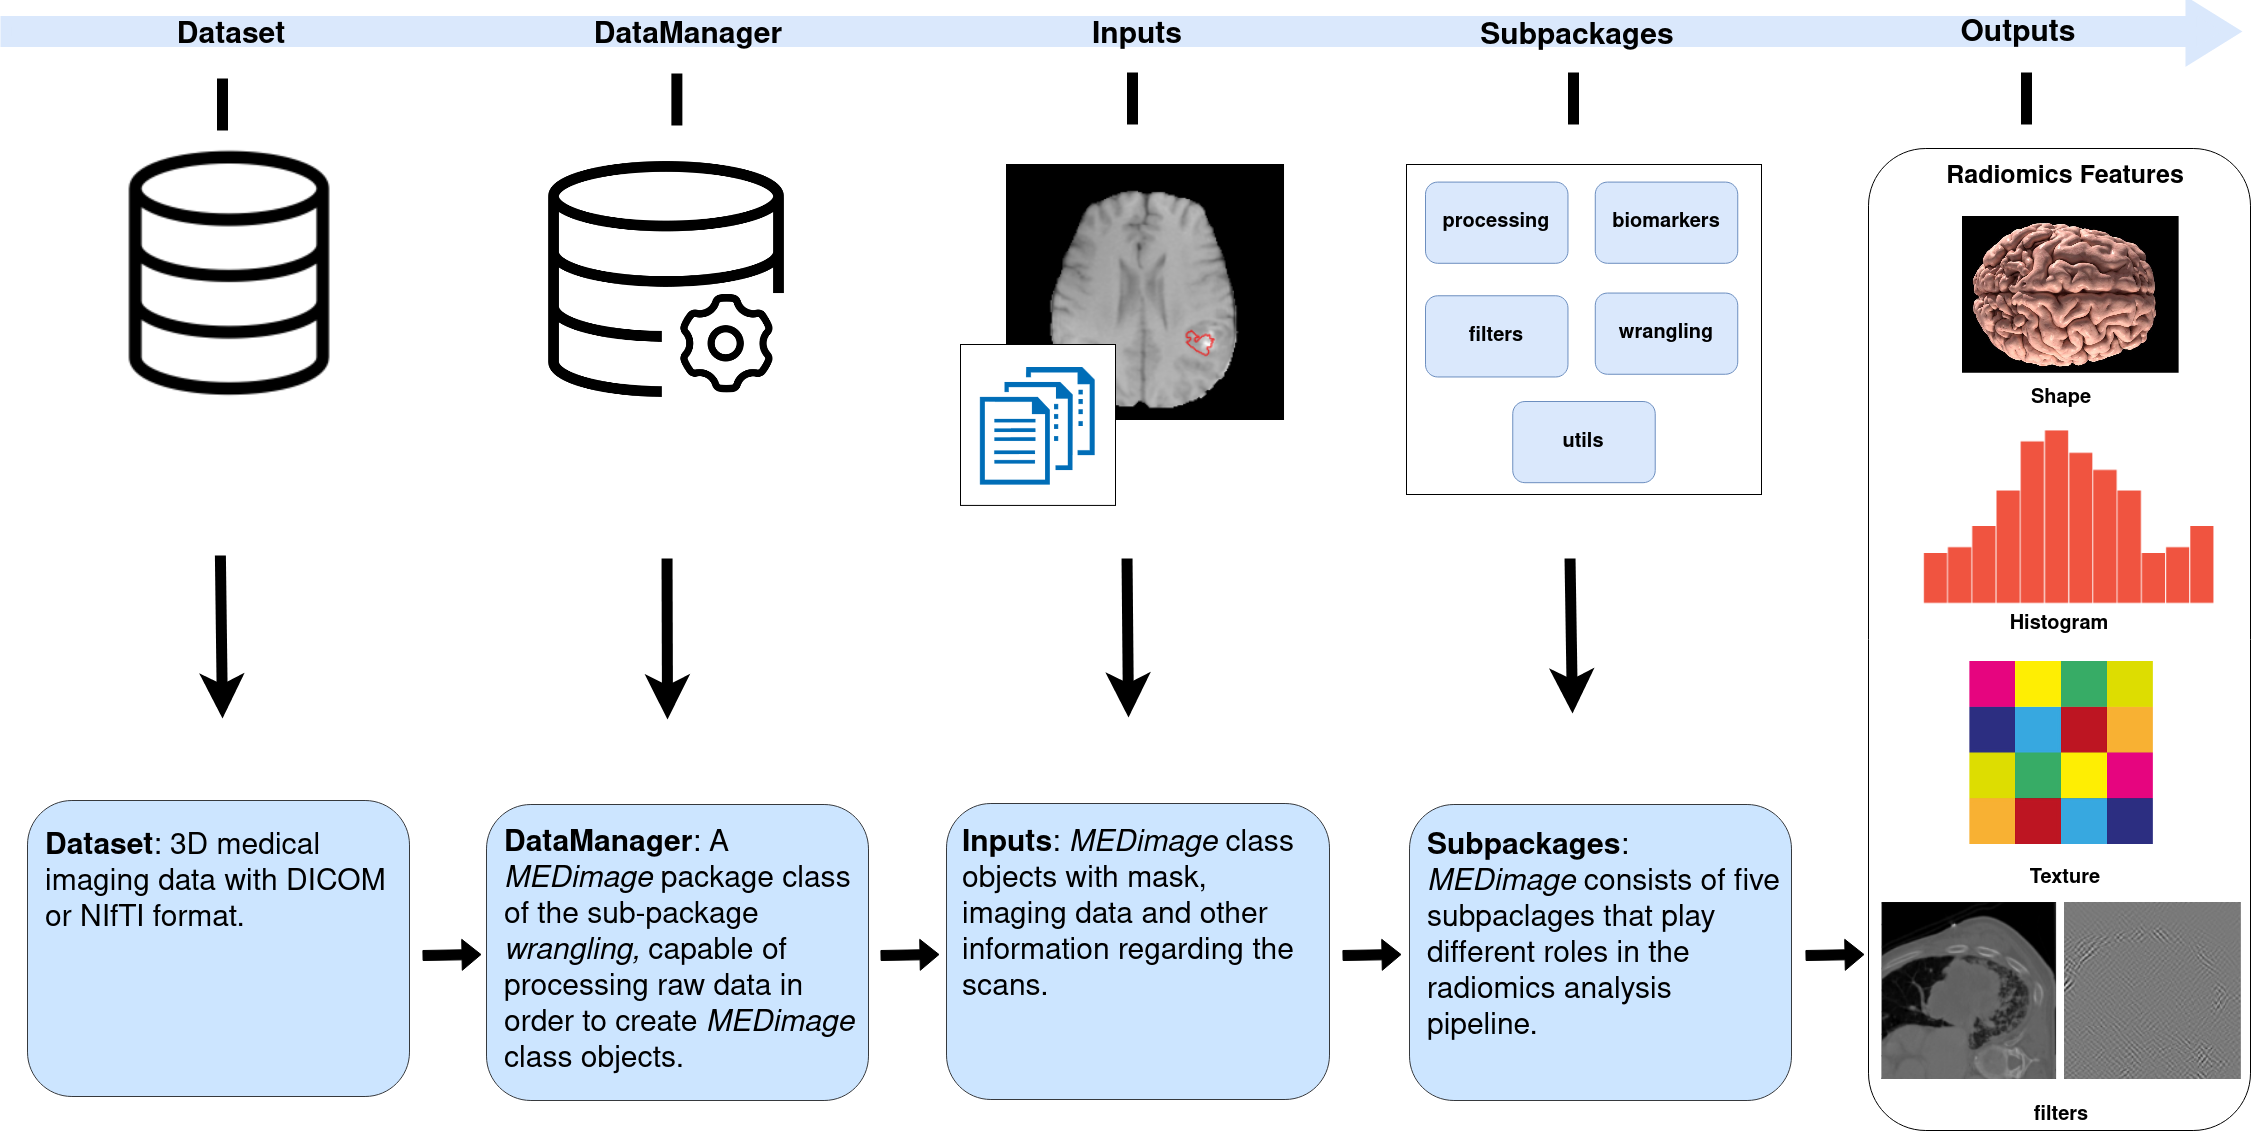 Dataset
DataManager
Inputs
Subpackages
Outputs
processing
biomarkers
filters
wrangling
utils
Radiomics Features
Shape
Histogram
Texture
filters
Dataset: 3D medical
imaging data with DICOM
or NIfTI format.
DataManager: A
MEDimage package class
of the sub-package
wrangling, capable of
processing raw data in
order to create MEDimage
class objects.
Inputs: MEDimage class
objects with mask,
imaging data and other
information regarding the
scans.
Subpackages:
MEDimage consists of five
subpaclages that play
different roles in the
radiomics analysis
pipeline.